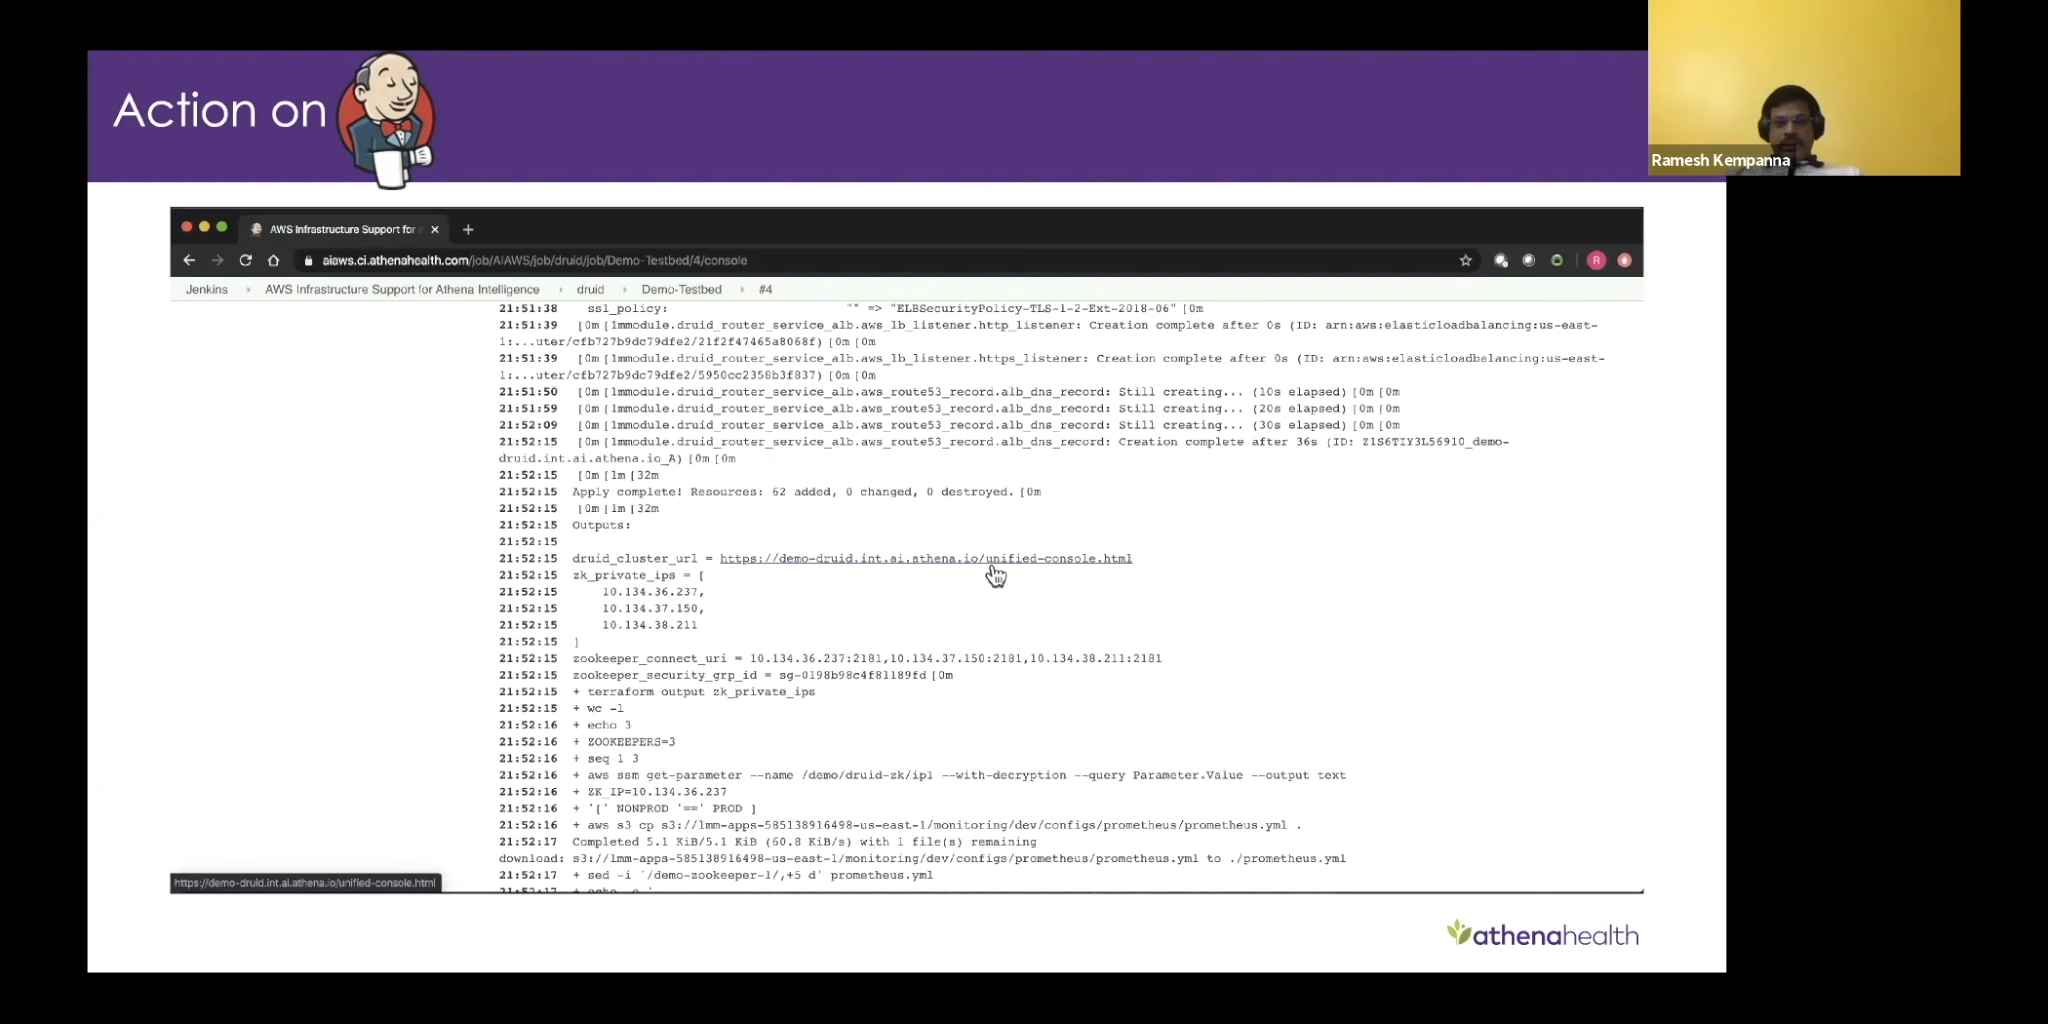 Action on
Ramesh Kempanna
AWS Infrastructure Support for
aiaws.ci.athenahealth.com/job/AIAWS/job/druid/job/Demo-Testbed/4/console
R
Jenkins AWS Infrastructure Support for Athena Intelligence druid Demo-Testbed #4
21:51:38 ssl_policy: "" => "ELBSecurityPolicy-TLS-1-2-Ext-2018-06" [0m
21:51:39 [0m [1mmodule.druid_router_service_alb.aws_lb_listener.http_listener: Creation complete after 0s (ID: arn:aws:elasticloadbalancing:us-east-
1:...uter/cfb727b9dc79dfe2/21f2f47465a8068f) [0m [0m
21:51:39 [0m [1mmodule.druid_router_service_alb.aws_lb_listener.https_listener: Creation complete after 0s (ID: arn:aws:elasticloadbalancing:us-east-
1:...uter/cfb727b9dc79dfe2/5950cc2358b3f837) [0m [0m
21:51:50 [0m [1mmodule.druid_router_service_alb.aws_route53_record.alb_dns_record: Still creating... (10s elapsed) [0m [0m
21:51:59 [0m [1mmodule.druid_router_service_alb.aws_route53_record.alb_dns_record: Still creating... (20s elapsed) [0m [0m
21:52:09 [0m [1mmodule.druid_router_service_alb.aws_route53_record.alb_dns_record: Still creating... (30s elapsed) [0m [0m
21:52:15 [0m [1mmodule.druid_router_service_alb.aws_route53_record.alb_dns_record: Creation complete after 36s (ID: Z1S6TIY3L56910_demo-
druid.int.ai.athena.io_A) [0m [0m
21:52:15 [0m [1m [32m
21:52:15 Apply complete! Resources: 62 added, 0 changed, 0 destroyed. [0m
21:52:15 [0m [1m [32m
21:52:15 Outputs:
21:52:15
21:52:15 druid_cluster_url = https://demo-druid.int.ai.athena.io/unified-console.html
21:52:15 zk_private_ips = [
21:52:15 10.134.36.237,
21:52:15 10.134.37.150,
21:52:15 10.134.38.211
21:52:15 ]
21:52:15 zookeeper_connect_uri = 10.134.36.237:2181,10.134.37.150:2181,10.134.38.211:2181
21:52:15 zookeeper_security_grp_id = sg-0198b98c4f81189fd [0m
21:52:15 + terraform output zk_private_ips
21:52:15 + wc -l
21:52:16 + echo 3
21:52:16 + ZOOKEEPERS=3
21:52:16 + seq 1 3
21:52:16 + aws ssm get-parameter --name /demo/druid-zk/ip1 --with-decryption --query Parameter.Value --output text
21:52:16 + ZK_IP=10.134.36.237
21:52:16 + '[' NONPROD '==' PROD ]
21:52:16 + aws s3 cp s3://lmm-apps-585138916498-us-east-1/monitoring/dev/configs/prometheus/prometheus.yml .
21:52:17 Completed 5.1 KiB/5.1 KiB (60.8 KiB/s) with 1 file(s) remaining
download: s3://lmm-apps-585138916498-us-east-1/monitoring/dev/configs/prometheus/prometheus.yml to ./prometheus.yml
21:52:17 + sed -i '/demo-zookeeper-1/,+5 d' prometheus.yml
https://demo-druid.int.ai.athena.io/unified-console.html
athenahealth